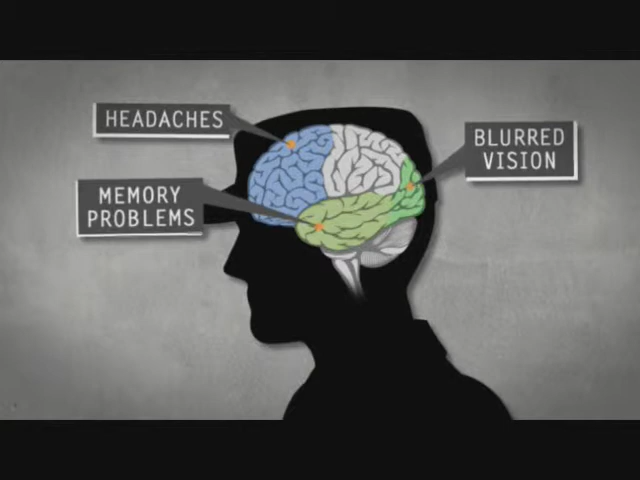 HEADACHES
MEMORY
PROBLEMS
BLURRED
VISION